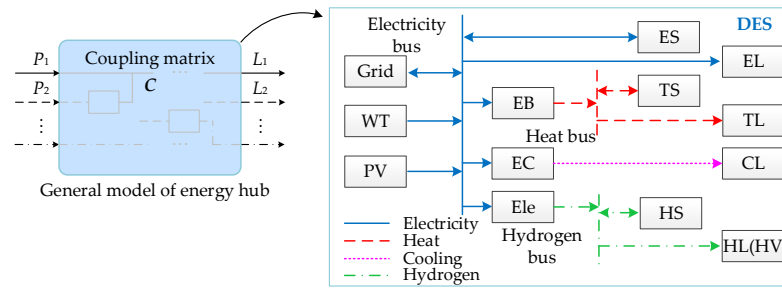 P1
P2
⋮
Coupling matrix
C
...
...
L1
L2
⋮
General model of energy hub
DES
Electricity
bus
Grid
WT
PV
ES
EL
EB
TS
Heat bus
TL
EC
CL
Ele
HS
Hydrogen
bus
HL(HV
Electricity
Heat
Cooling
Hydrogen